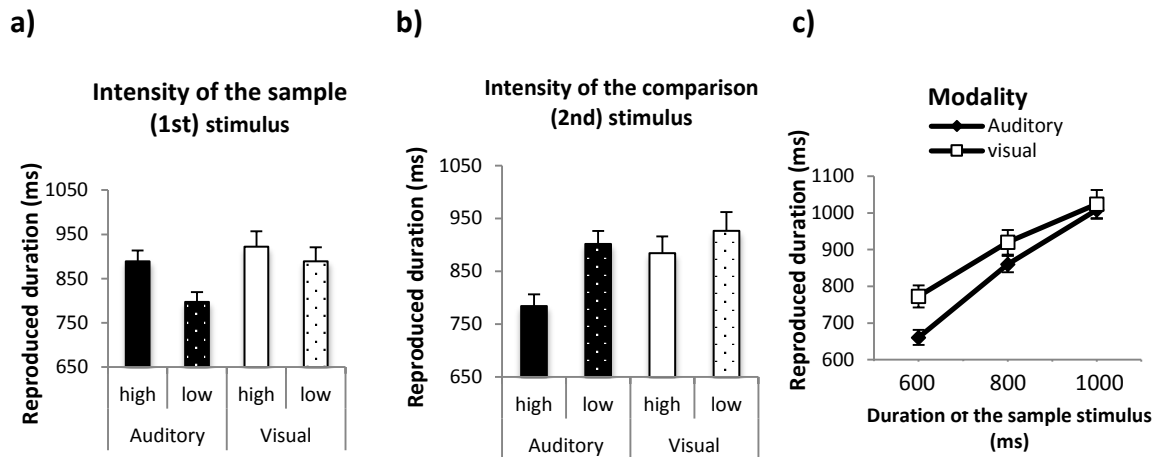 a)
Intensity of the sample
(1st) stimulus
Reproduced duration (ms)
1050
950
850
750
650
high low high low
Auditory Visual
b)
Intensity of the comparison
(2nd) stimulus
Reproduced duration (ms)
1050
950
850
750
650
high low high low
Auditory Visual
c)
Modality
Auditory
visual
Reproduced duration (ms)
1100
1000
900
800
700
600
600 800 1000
Duration of the sample stimulus
(ms)